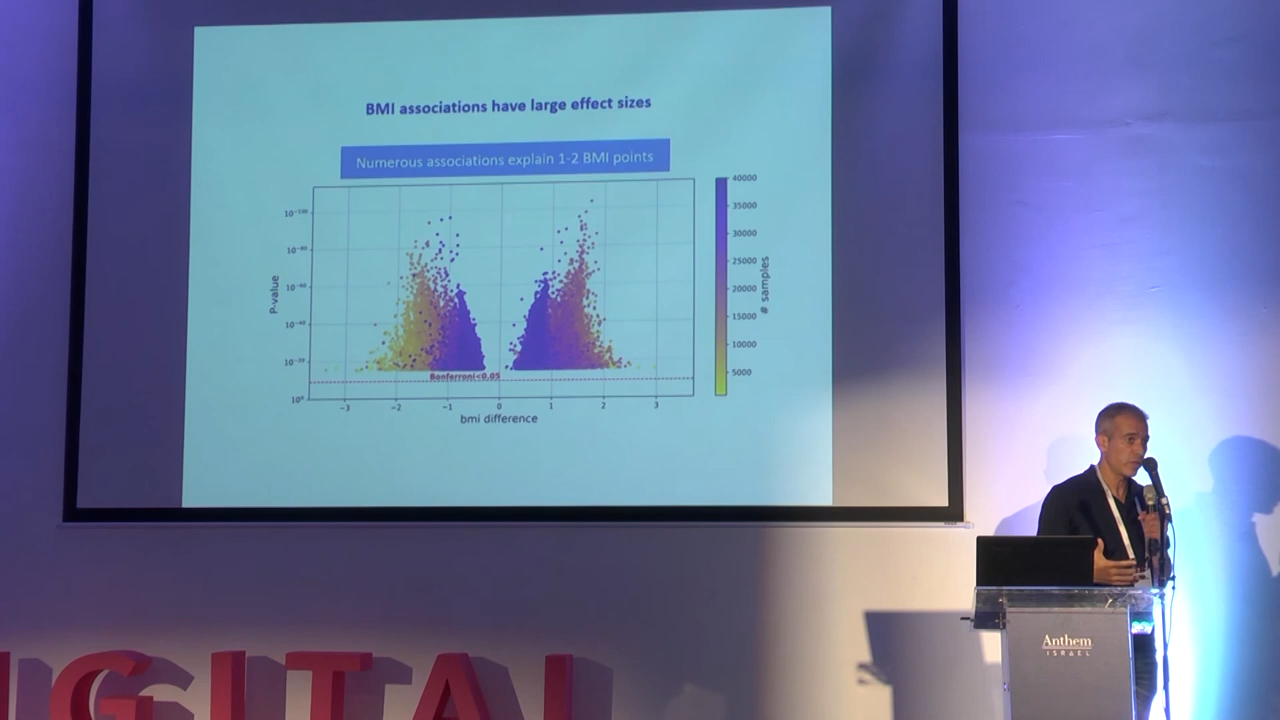 BMI associations have large effect sizes
Numerous associations explain 1-2 BMI points
10⁻¹⁰⁰
10⁻⁸⁰
10⁻⁶⁰
10⁻⁴⁰
10⁻²⁰
10⁰
P-value
Bonferroni<0.05
−3 −2 −1 0 1 2 3
bmi difference
40000
35000
30000
25000
20000
15000
10000
5000
# samples
Anthem
ISRAEL
IGITAL